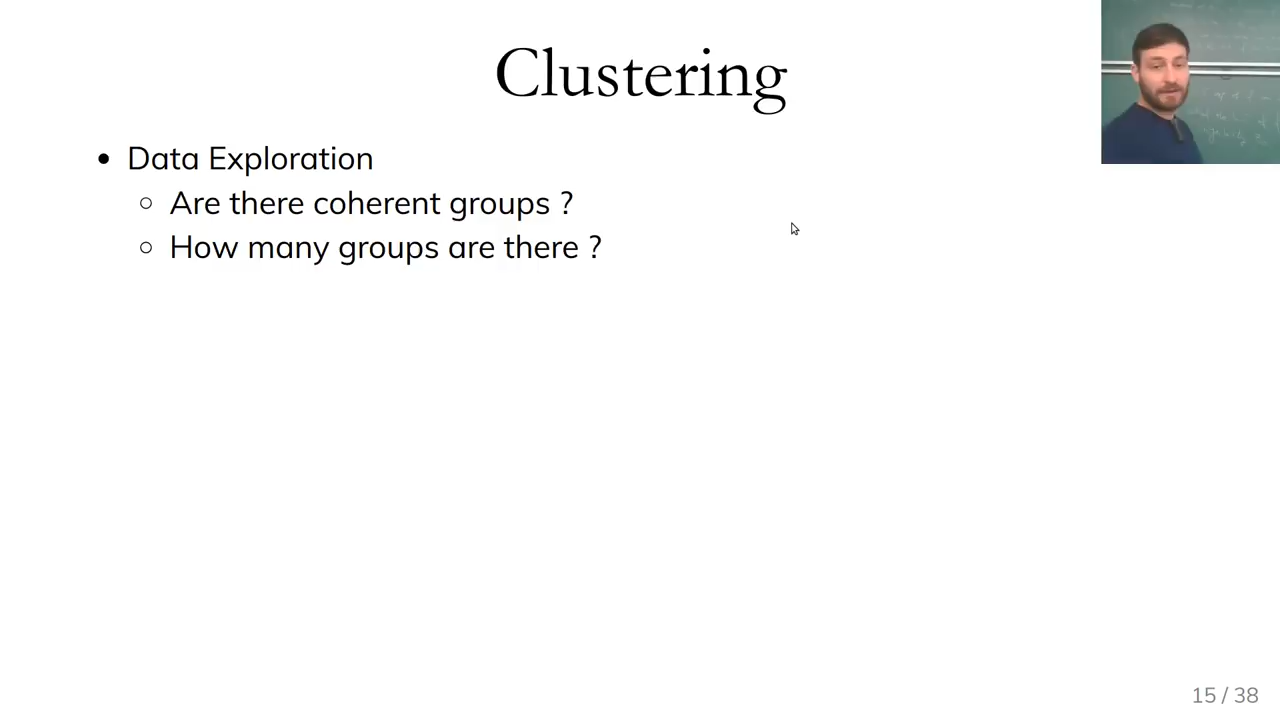 Clustering
• Data Exploration
○ Are there coherent groups ?
○ How many groups are there ?
15 / 38